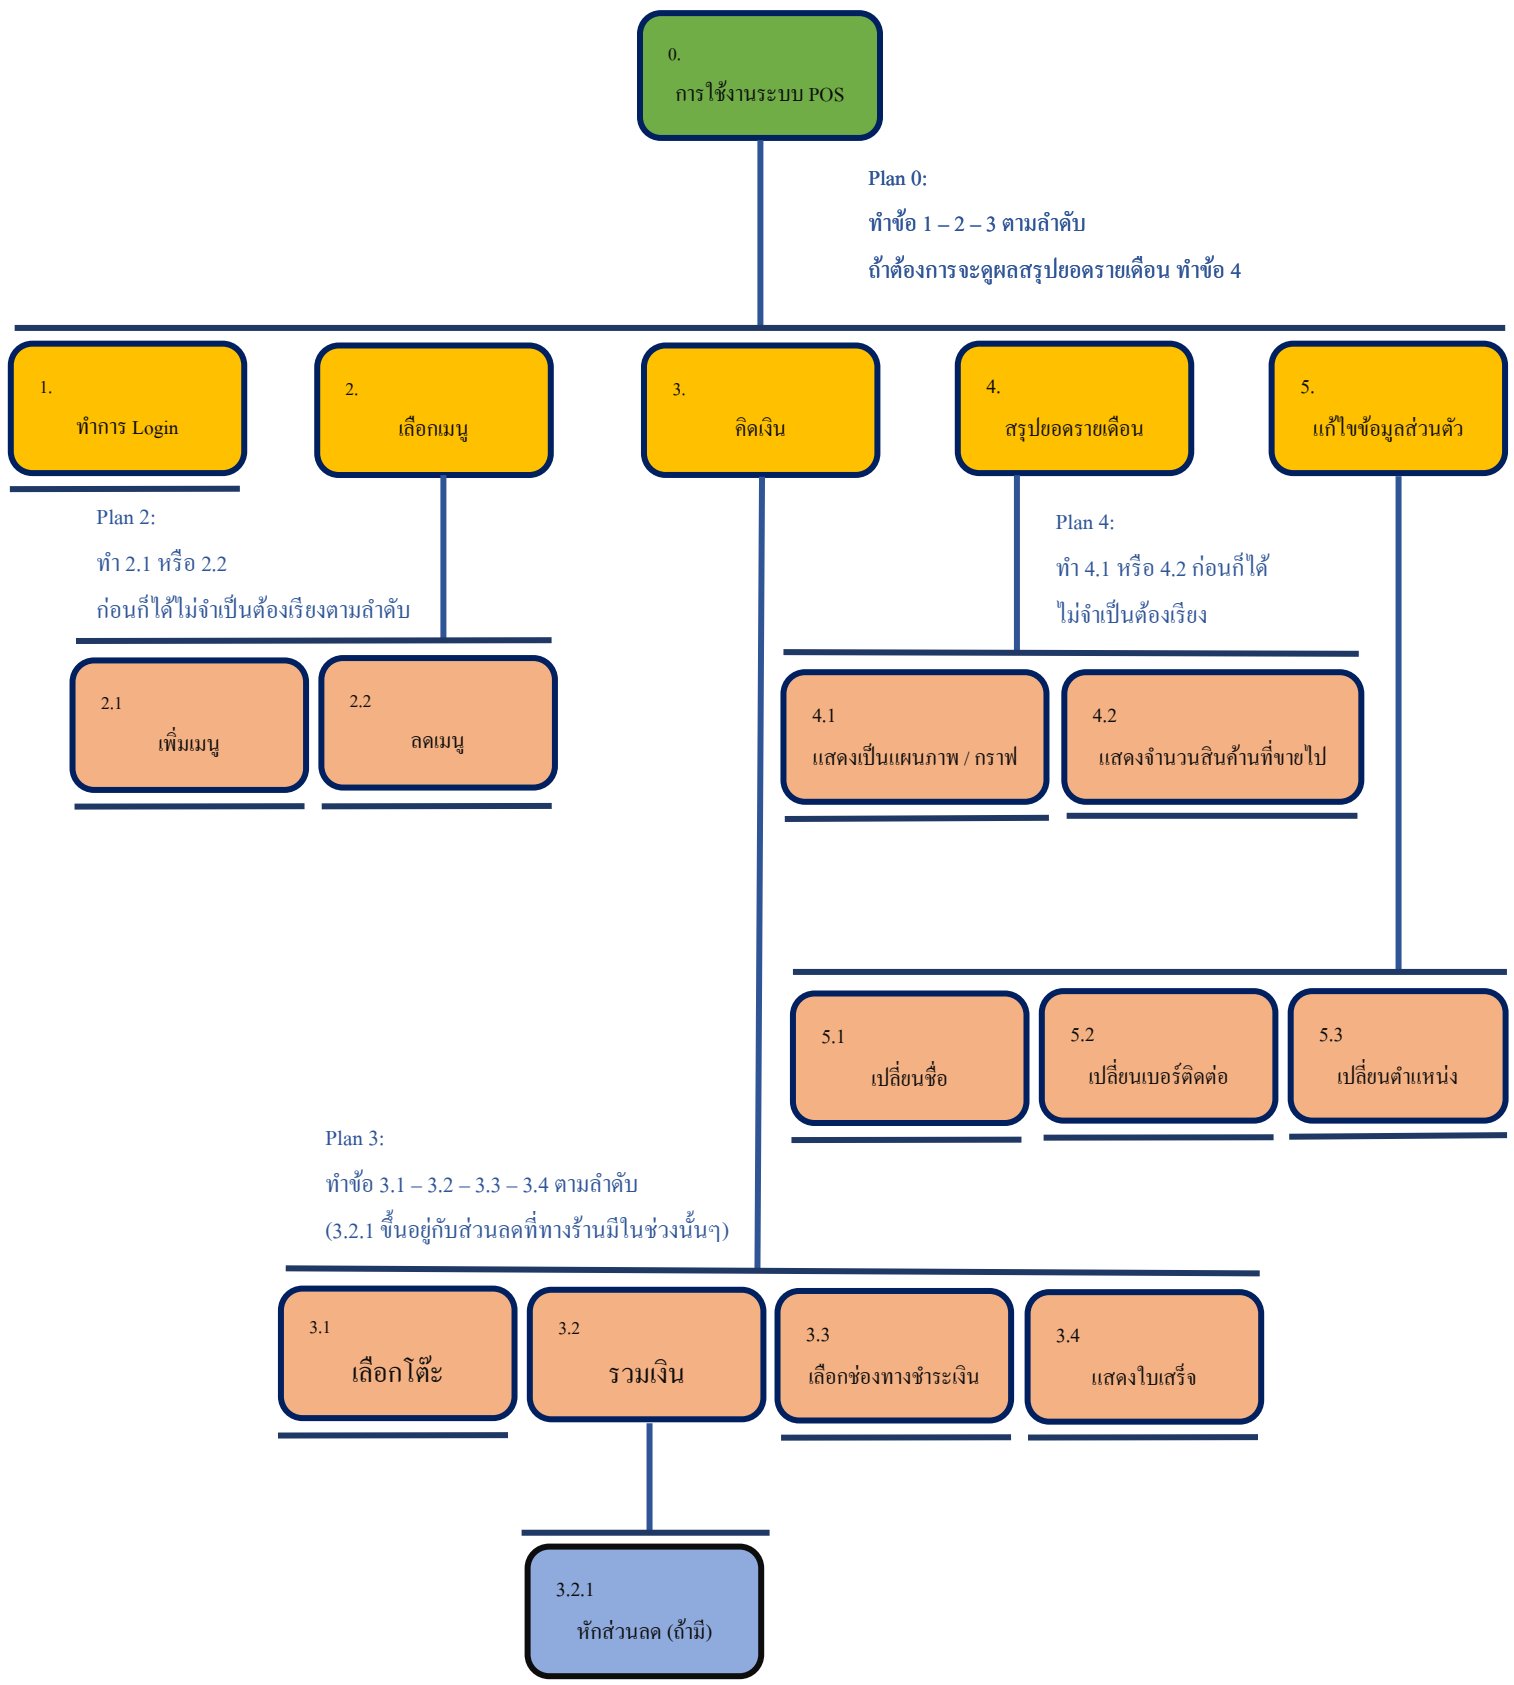 0.
การใช้งานระบบ POS
Plan 0:
ทำข้อ 1 – 2 – 3 ตามลำดับ
ถ้าต้องการจะดูผลสรุปยอดรายเดือน ทำข้อ 4
1.
ทำการ Login
2.
เลือกเมนู
3.
คิดเงิน
4.
สรุปยอดรายเดือน
5.
แก้ไขข้อมูลส่วนตัว
Plan 2:
ทำ 2.1 หรือ 2.2
ก่อนก็ได้ไม่จำเป็นต้องเรียงตามลำดับ
Plan 4:
ทำ 4.1 หรือ 4.2 ก่อนก็ได้
ไม่จำเป็นต้องเรียง
2.1
เพิ่มเมนู
2.2
ลดเมนู
4.1
แสดงเป็นแผนภาพ / กราฟ
4.2
แสดงจำนวนสินค้านที่ขายไป
5.1
เปลี่ยนชื่อ
5.2
เปลี่ยนเบอร์ติดต่อ
5.3
เปลี่ยนตำแหน่ง
Plan 3:
ทำข้อ 3.1 – 3.2 – 3.3 – 3.4 ตามลำดับ
(3.2.1 ขึ้นอยู่กับส่วนลดที่ทางร้านมีในช่วงนั้นๆ)
3.1
เลือกโต๊ะ
3.2
รวมเงิน
3.3
เลือกช่องทางชำระเงิน
3.4
แสดงใบเสร็จ
3.2.1
หักส่วนลด (ถ้ามี)